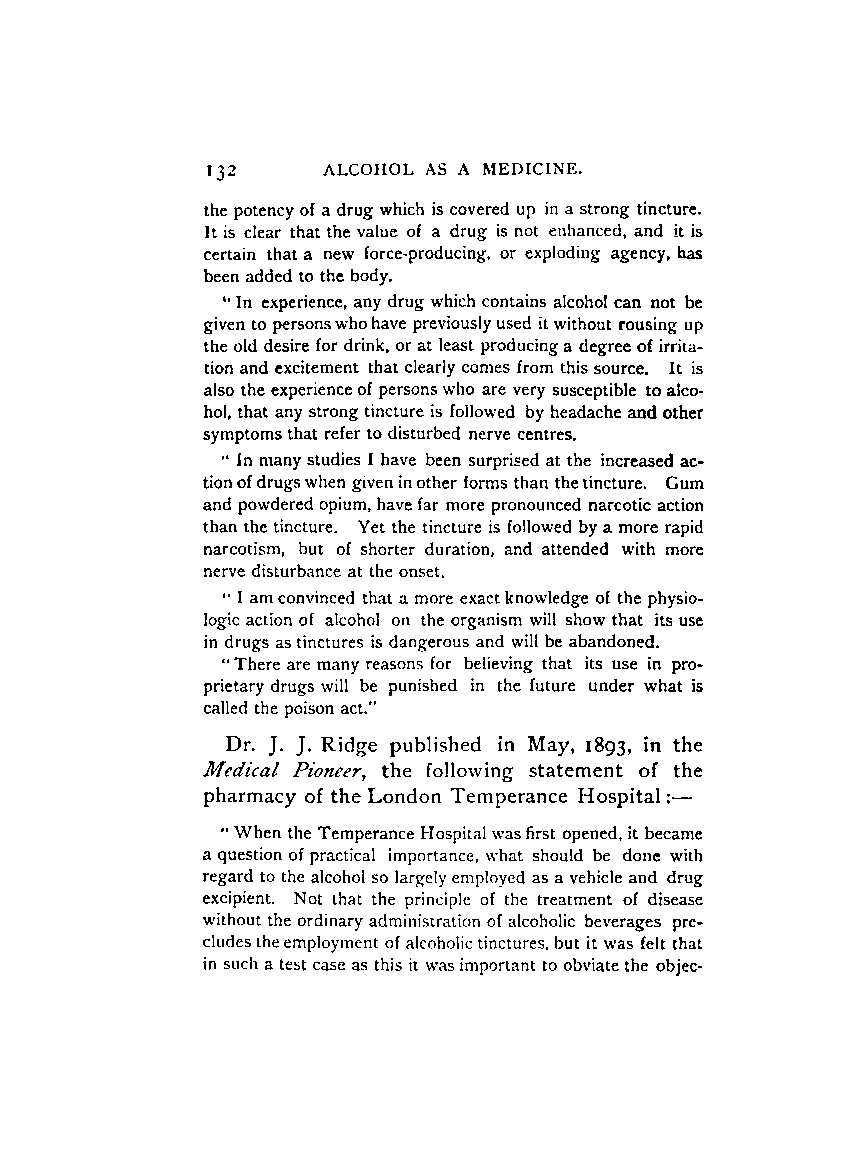 132 ALCOHOL AS A MEDICINE.
the potency of a drug which is covered up in a strong tincture.
It is clear that the value of a drug is not enhanced, and it is
certain that a new force-producing, or exploding agency, has
been added to the body.
" In experience, any drug which contains alcohol can not be
given to persons who have previously used it without rousing up
the old desire for drink, or at least producing a degree of irrita-
tion and excitement that clearly comes from this source. It is
also the experience of persons who are very susceptible to alco-
hol, that any strong tincture is followed by headache and other
symptoms that refer to disturbed nerve centres.
" In many studies I have been surprised at the increased ac-
tion of drugs when given in other forms than the tincture. Gum
and powdered opium, have far more pronounced narcotic action
than the tincture. Yet the tincture is followed by a more rapid
narcotism, but of shorter duration, and attended with more
nerve disturbance at the onset.
" I am convinced that a more exact knowledge of the physio-
logic action of alcohol on the organism will show that its use
in drugs as tinctures is dangerous and will be abandoned.
" There are many reasons for believing that its use in pro-
prietary drugs will be punished in the future under what is
called the poison act."
Dr. J. J. Ridge published in May, 1893, in the
Medical Pioneer, the following statement of the
pharmacy of the London Temperance Hospital :—
" When the Temperance Hospital was first opened, it became
a question of practical importance, what should be done with
regard to the alcohol so largely employed as a vehicle and drug
excipient. Not that the principle of the treatment of disease
without the ordinary administration of alcoholic beverages pre-
cludes the employment of alcoholic tinctures, but it was felt that
in such a test case as this it was important to obviate the objec-